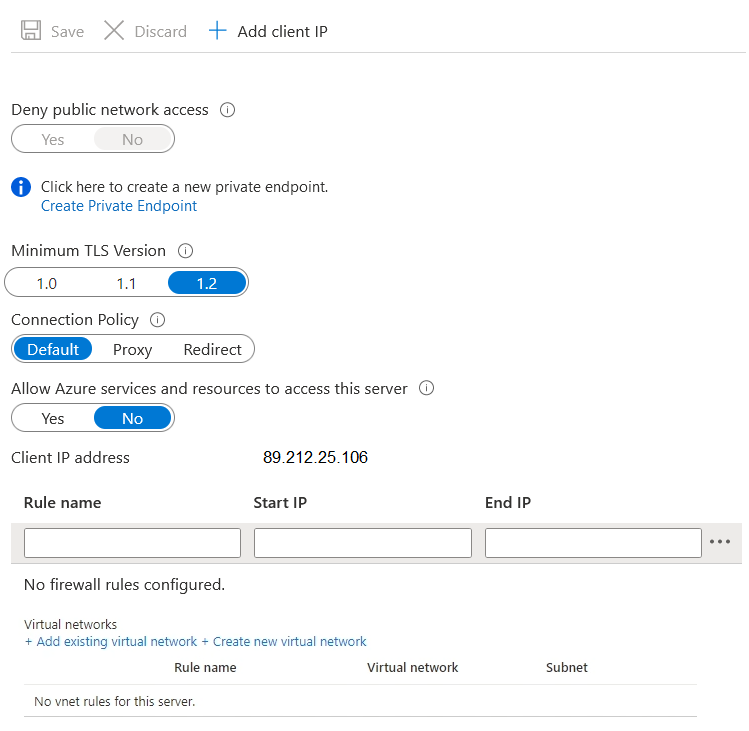 Save Discard + Add client IP
Deny public network access
Yes No
Click here to create a new private endpoint.
Create Private Endpoint
Minimum TLS Version
1.0 1.1 1.2
Connection Policy
Default Proxy Redirect
Allow Azure services and resources to access this server
Yes No
Client IP address 89.212.25.106
Rule name Start IP End IP
No firewall rules configured.
Virtual networks
+ Add existing virtual network + Create new virtual network
Rule name Virtual network Subnet
No vnet rules for this server.